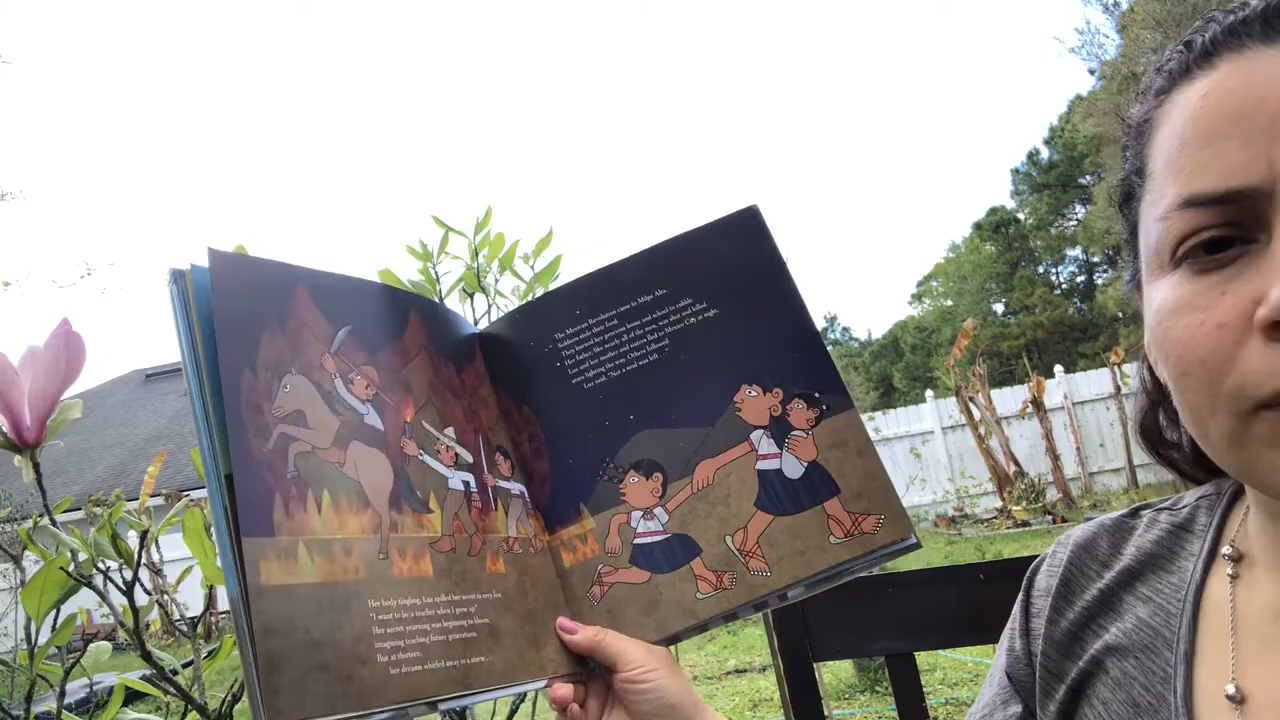 Her body tingling, Luz spilled her secret to very few.
"I want to be a teacher when I grow up."
Her secret yearning was beginning to bloom,
imagining teaching future generations.
But at thirteen,
her dreams whirled away in a storm . . .
The Mexican Revolution came to Milpa Alta.
Soldiers stole their food.
They burned her precious home and school to rubble.
Her father, like nearly all of the men, was shot and killed.
Luz and her mother and sisters fled to Mexico City at night,
stars lighting the way. Others followed.
Luz said, "Not a soul was left . . .